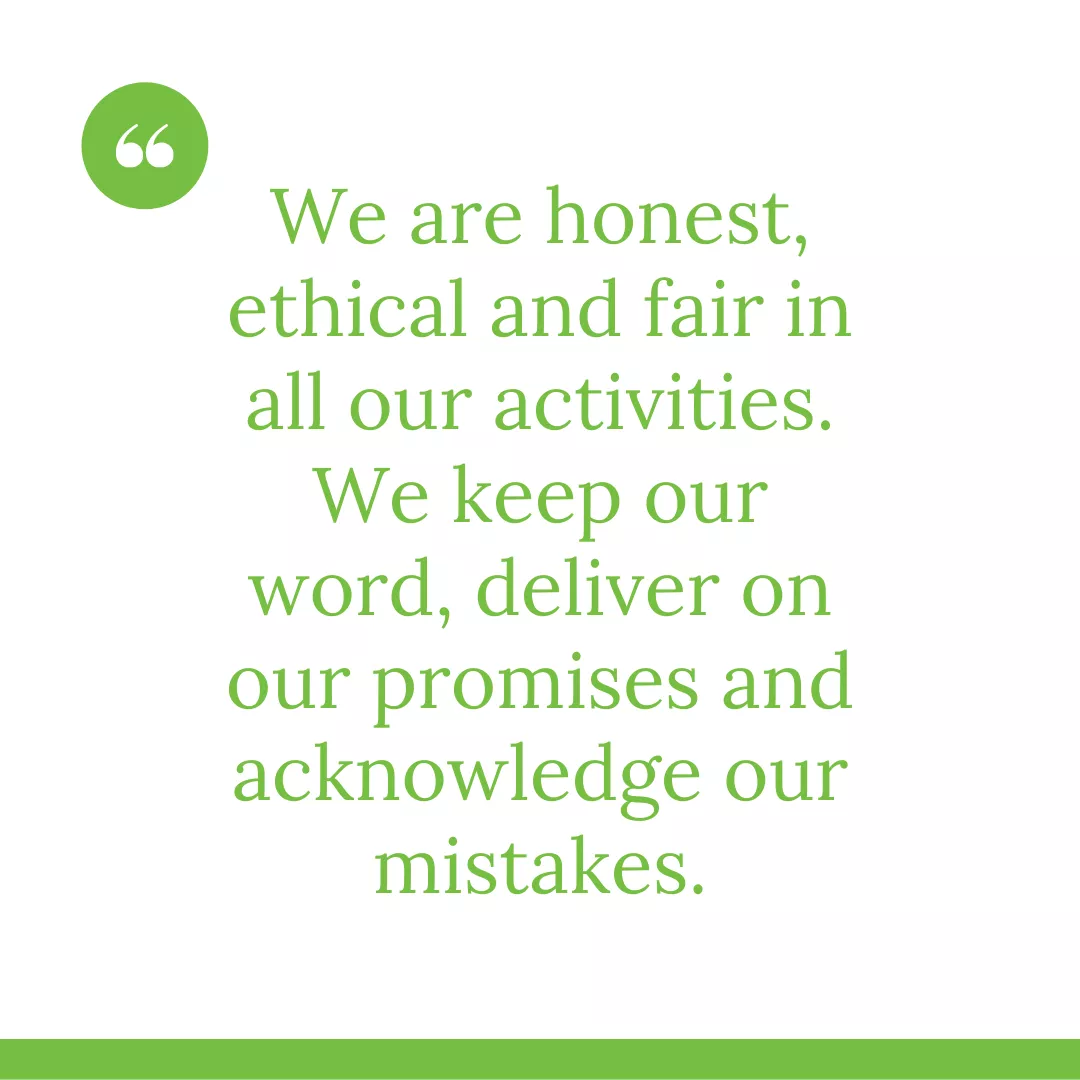 “
We are honest,
ethical and fair in
all our activities.
We keep our
word, deliver on
our promises and
acknowledge our
mistakes.